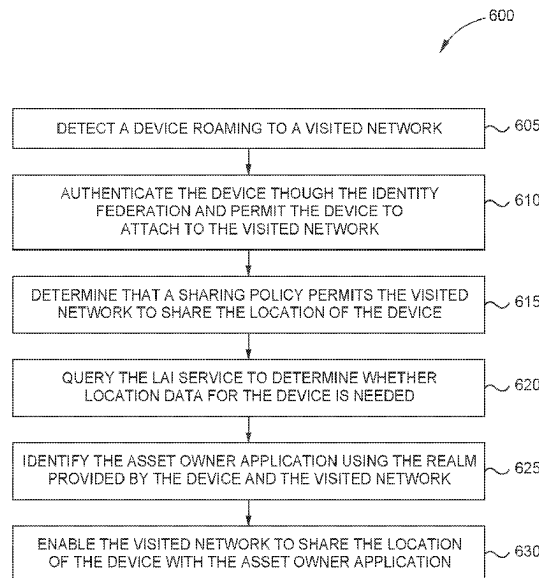 600
DETECT A DEVICE ROAMING TO A VISITED NETWORK
605
AUTHENTICATE THE DEVICE THOUGH THE IDENTITY
FEDERATION AND PERMIT THE DEVICE TO
ATTACH TO THE VISITED NETWORK
610
DETERMINE THAT A SHARING POLICY PERMITS THE VISITED
NETWORK TO SHARE THE LOCATION OF THE DEVICE
615
QUERY THE LAI SERVICE TO DETERMINE WHETHER
LOCATION DATA FOR THE DEVICE IS NEEDED
620
IDENTIFY THE ASSET OWNER APPLICATION USING THE REALM
PROVIDED BY THE DEVICE AND THE VISITED NETWORK
625
ENABLE THE VISITED NETWORK TO SHARE THE LOCATION
OF THE DEVICE WITH THE ASSET OWNER APPLICATION
630